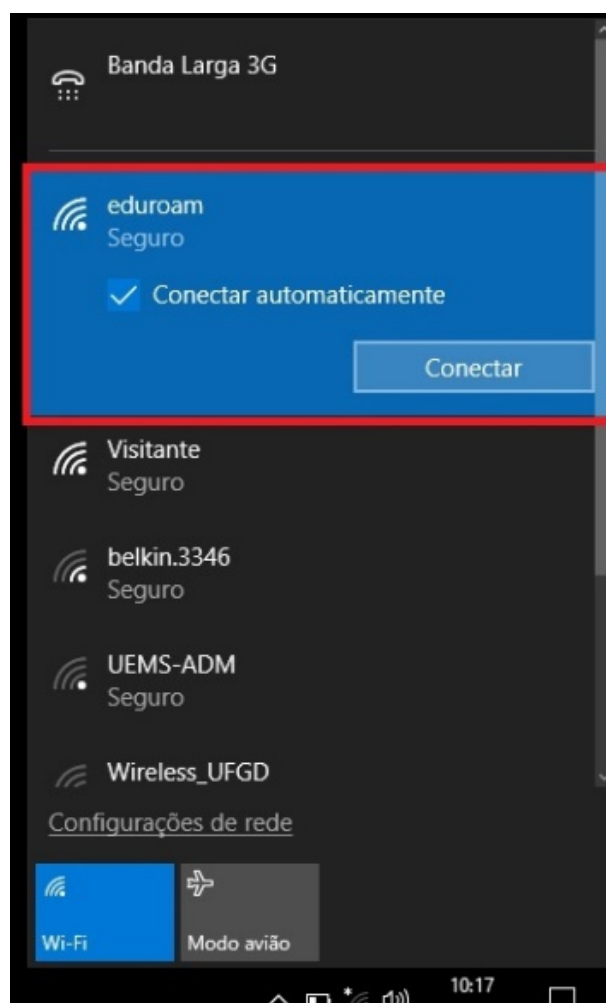 Banda Larga 3G
eduroam
Seguro
Conectar automaticamente
Conectar
Visitante
Seguro
belkin.3346
Seguro
UEMS-ADM
Seguro
Wireless_UFGD
Configurações de rede
Wi-Fi
Modo avião
10:17